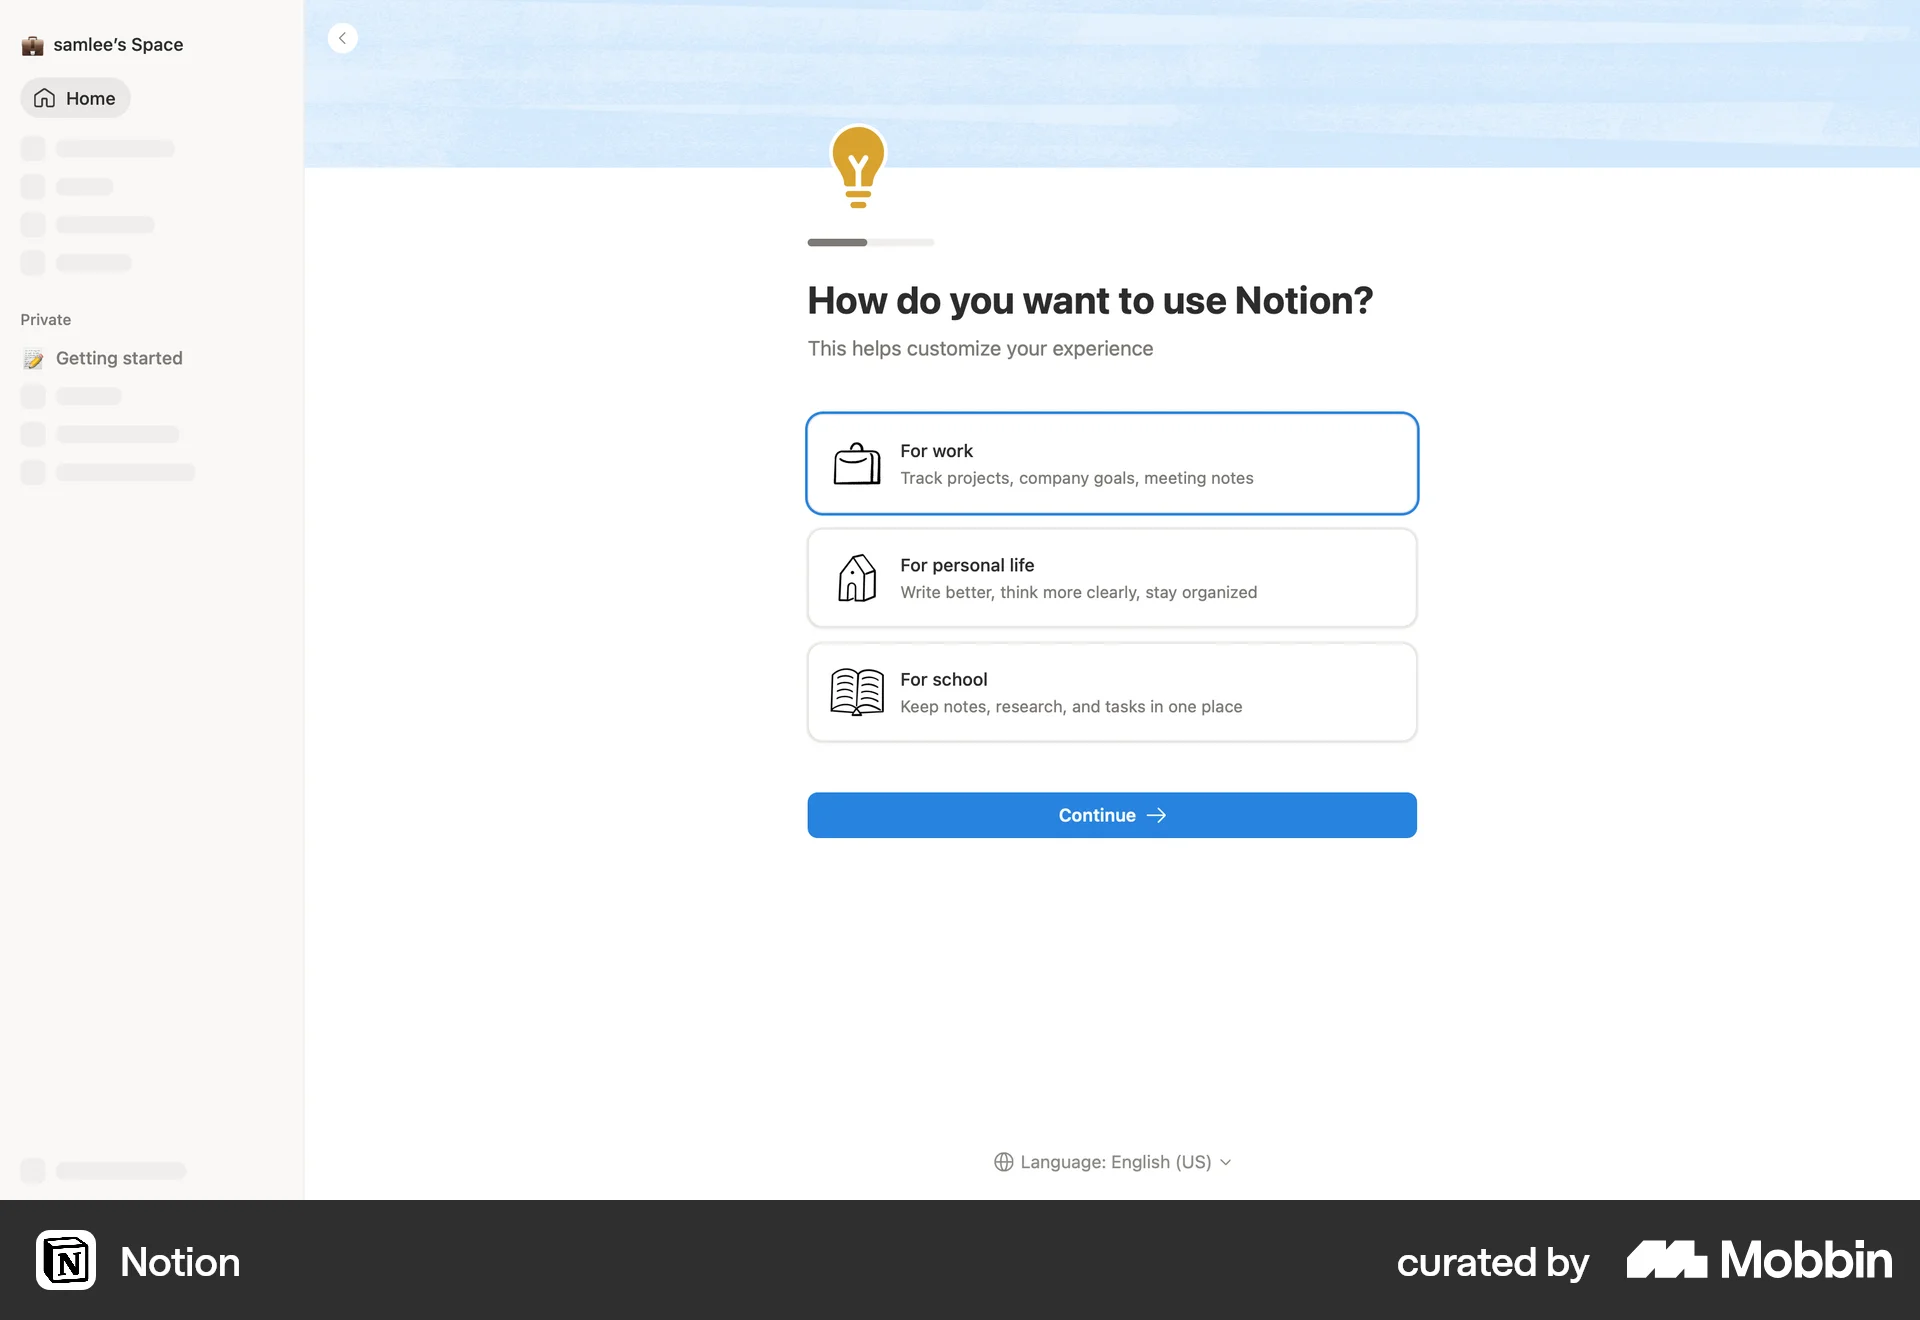 samlee’s Space
Home
Private
Getting started
How do you want to use Notion?
This helps customize your experience
For work
Track projects, company goals, meeting notes
For personal life
Write better, think more clearly, stay organized
For school
Keep notes, research, and tasks in one place
Continue
Language: English (US)
N Notion
curated by Mobbin